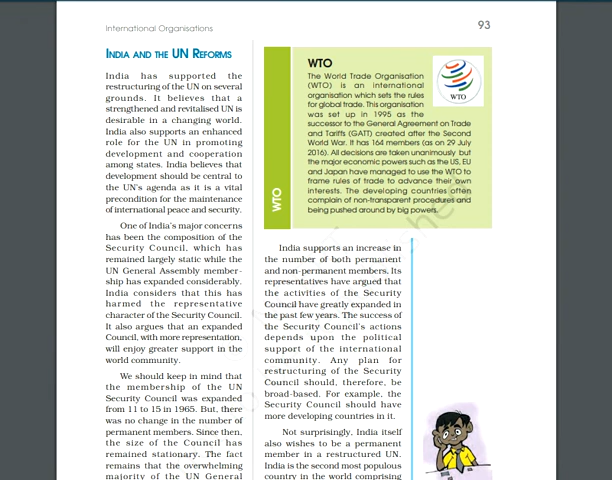 International Organisations
93
INDIA AND THE UN REFORMS
India has supported the
restructuring of the UN on several
grounds. It believes that a
strengthened and revitalised UN is
desirable in a changing world.
India also supports an enhanced
role for the UN in promoting
development and cooperation
among states. India believes that
development should be central to
the UN's agenda as it is a vital
precondition for the maintenance
of international peace and security.
One of India's major concerns
has been the composition of the
Security Council, which has
remained largely static while the
UN General Assembly member-
ship has expanded considerably.
India considers that this has
harmed the representative
character of the Security Council.
It also argues that an expanded
Council, with more representation,
will enjoy greater support in the
world community.
We should keep in mind that
the membership of the UN
Security Council was expanded
from 11 to 15 in 1965. But, there
was no change in the number of
permanent members. Since then,
the size of the Council has
remained stationary. The fact
remains that the overwhelming
majority of the UN General
WTO
WTO
The World Trade Organisation
(WTO) is an international
organisation which sets the rules
for global trade. This organisation
was set up in 1995 as the
successor to the General Agreement on Trade
and Tariffs (GATT) created after the Second
World War. It has 164 members (as on 29 July
2016). All decisions are taken unanimously but
the major economic powers such as the US, EU
and Japan have managed to use the WTO to
frame rules of trade to advance their own
interests. The developing countries often
complain of non-transparent procedures and
being pushed around by big powers.
WTO
India supports an increase in
the number of both permanent
and non-permanent members. Its
representatives have argued that
the activities of the Security
Council have greatly expanded in
the past few years. The success of
the Security Council's actions
depends upon the political
support of the international
community. Any plan for
restructuring of the Security
Council should, therefore, be
broad-based. For example, the
Security Council should have
more developing countries in it.
Not surprisingly, India itself
also wishes to be a permanent
member in a restructured UN.
India is the second most populous
country in the world comprising